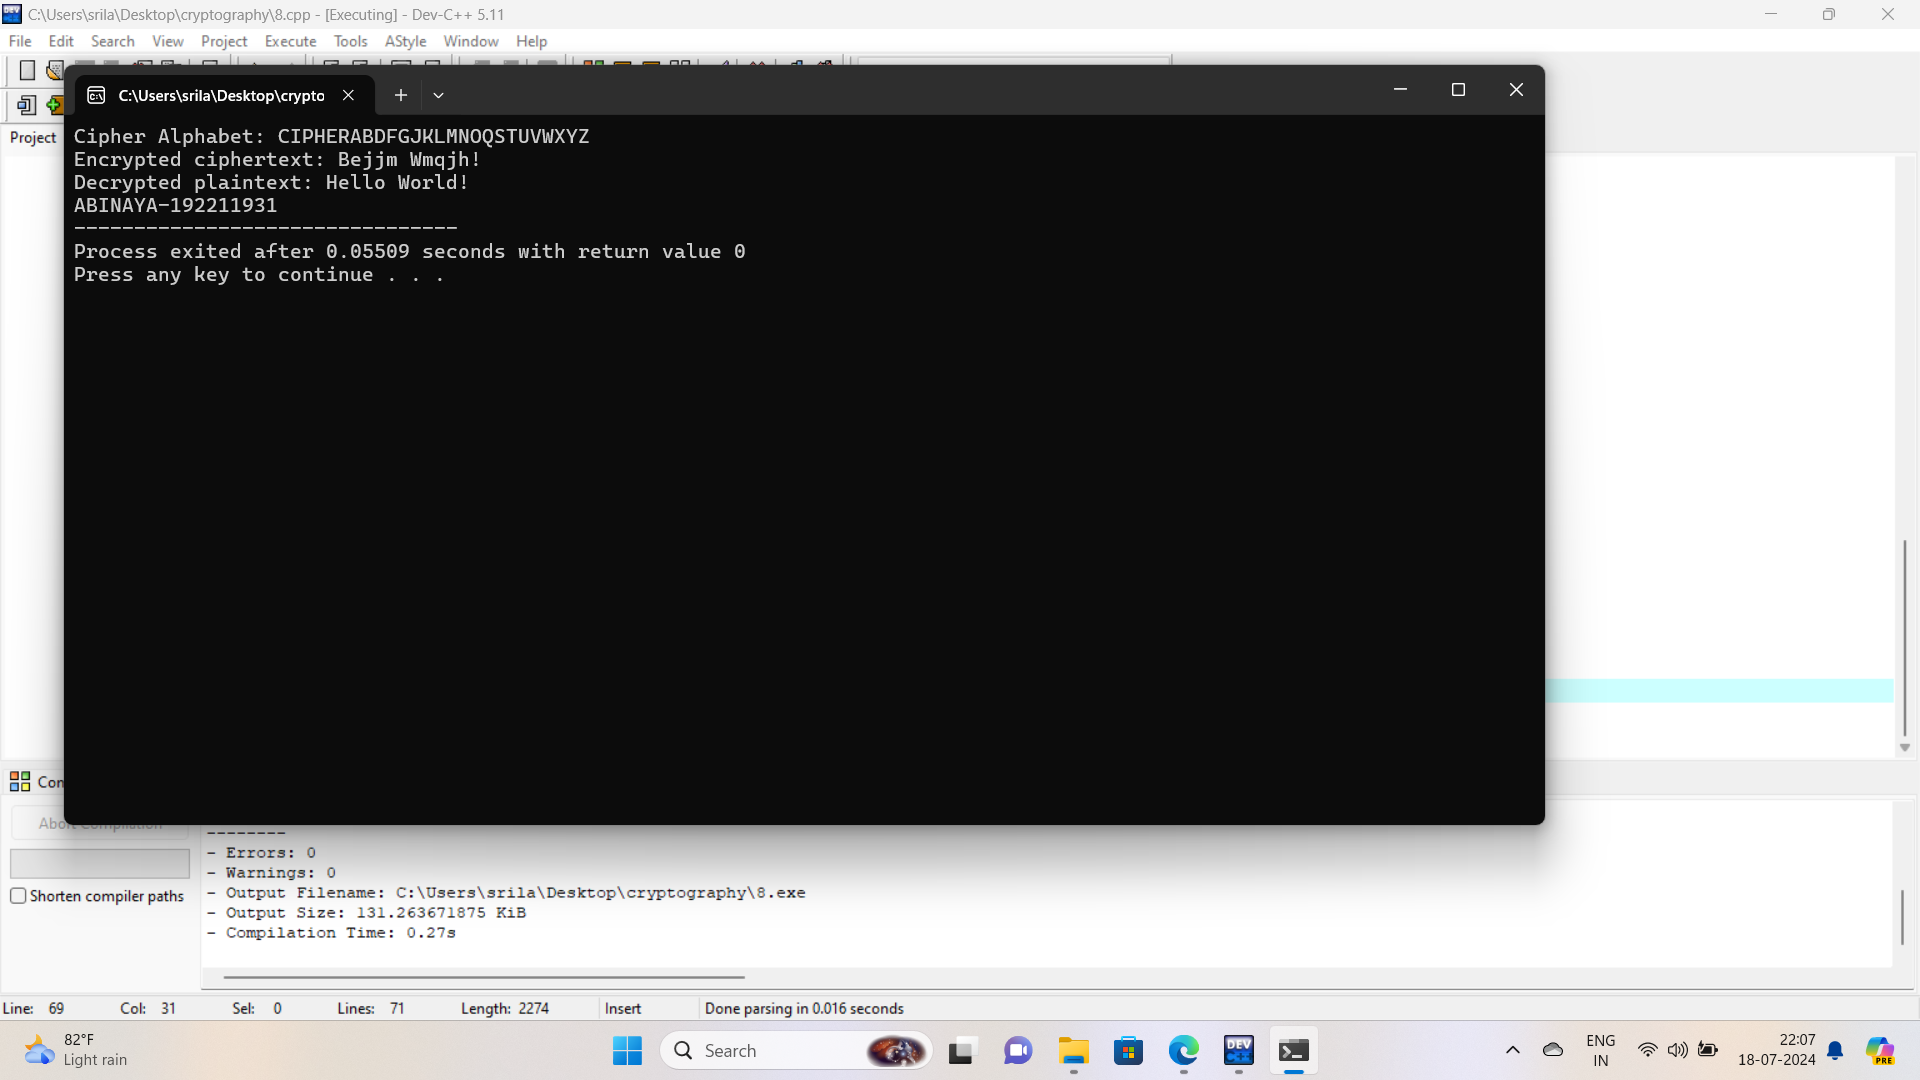 C:\Users\srila\Desktop\cryptography\8.cpp - [Executing] - Dev-C++ 5.11
File Edit Search View Project Execute Tools AStyle Window Help
C:\Users\srila\Desktop\crypto
Project
Cipher Alphabet: CIPHERABDFGJKLMNOQSTUVWXYZ
Encrypted ciphertext: Bejjm Wmqjh!
Decrypted plaintext: Hello World!
ABINAYA-192211931
--------------------------------
Process exited after 0.05509 seconds with return value 0
Press any key to continue . . .
Con
Abort Compilation
Shorten compiler paths
--------
- Errors: 0
- Warnings: 0
- Output Filename: C:\Users\srila\Desktop\cryptography\8.exe
- Output Size: 131.263671875 KiB
- Compilation Time: 0.27s
Line: 69 Col: 31 Sel: 0 Lines: 71 Length: 2274 Insert Done parsing in 0.016 seconds
82°F
Light rain
Search
DEV
ENG
IN
22:07
18-07-2024
PRE